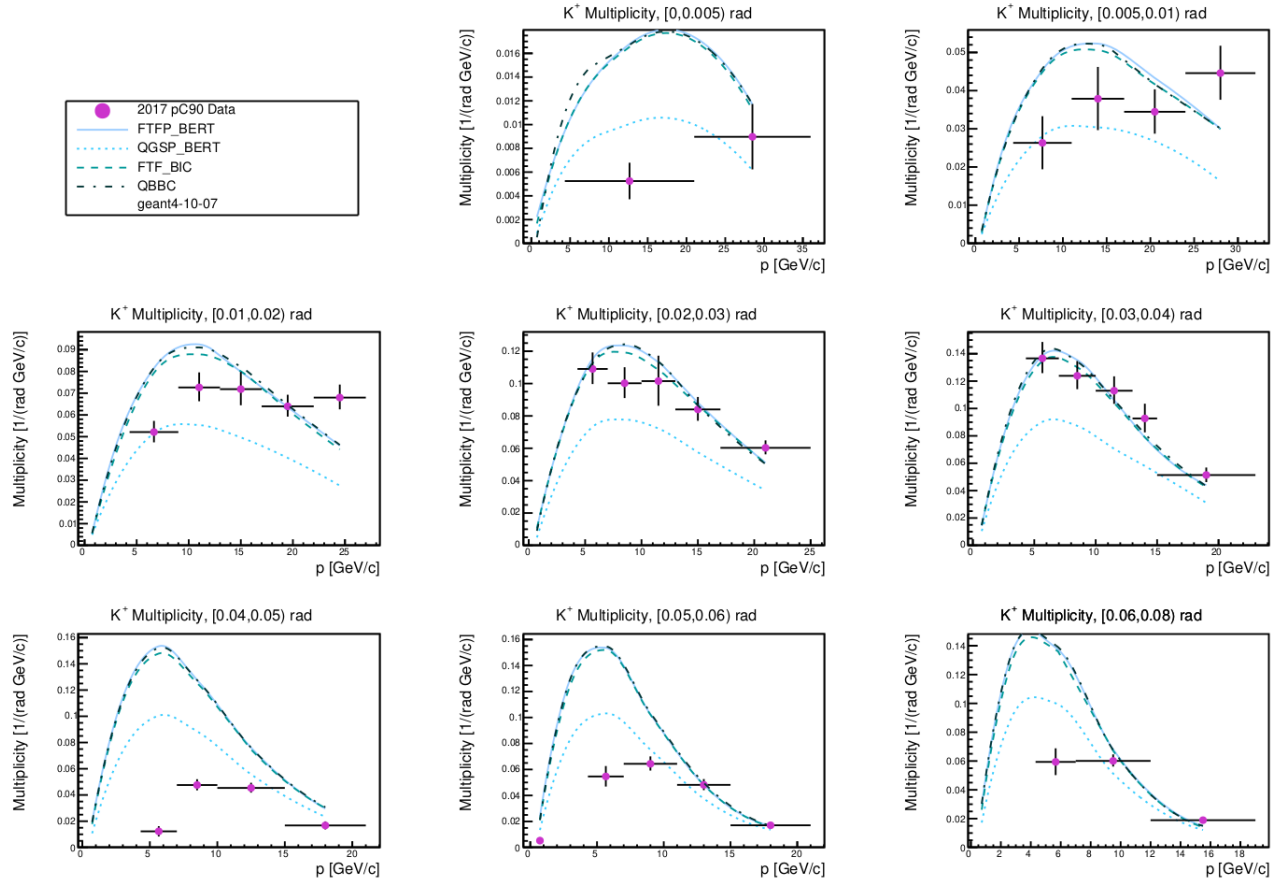 2017 pC90 Data
FTFP_BERT
QGSP_BERT
FTF_BIC
QBBC
geant4-10-07
K+ Multiplicity, [0,0.005) rad
Multiplicity [1/(rad GeV/c)]
0.016
0.014
0.012
0.01
0.008
0.006
0.004
0.002
0
0 5 10 15 20 25 30 35
p [GeV/c]
K+ Multiplicity, [0.005,0.01) rad
Multiplicity [1/(rad GeV/c)]
0.05
0.04
0.03
0.02
0.01
0
0 5 10 15 20 25 30
p [GeV/c]
K+ Multiplicity, [0.01,0.02) rad
Multiplicity [1/(rad GeV/c)]
0.09
0.08
0.07
0.06
0.05
0.04
0.03
0.02
0.01
0
0 5 10 15 20 25
p [GeV/c]
K+ Multiplicity, [0.02,0.03) rad
Multiplicity [1/(rad GeV/c)]
0.12
0.1
0.08
0.06
0.04
0.02
0
0 5 10 15 20 25
p [GeV/c]
K+ Multiplicity, [0.03,0.04) rad
Multiplicity [1/(rad GeV/c)]
0.14
0.12
0.1
0.08
0.06
0.04
0.02
0
0 5 10 15 20
p [GeV/c]
K+ Multiplicity, [0.04,0.05) rad
Multiplicity [1/(rad GeV/c)]
0.16
0.14
0.12
0.1
0.08
0.06
0.04
0.02
0
0 5 10 15 20
p [GeV/c]
K+ Multiplicity, [0.05,0.06) rad
Multiplicity [1/(rad GeV/c)]
0.16
0.14
0.12
0.1
0.08
0.06
0.04
0.02
0
0 5 10 15 20
p [GeV/c]
K+ Multiplicity, [0.06,0.08) rad
Multiplicity [1/(rad GeV/c)]
0.14
0.12
0.1
0.08
0.06
0.04
0.02
0
0 2 4 6 8 10 12 14 16 18
p [GeV/c]